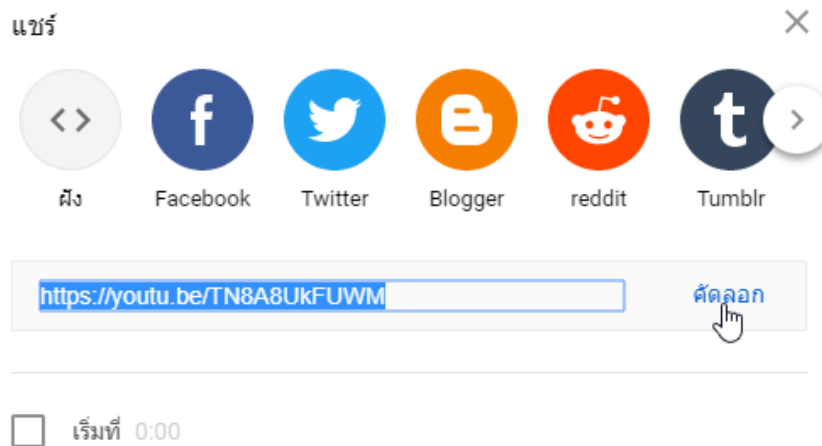 แชร์
ฝัง Facebook Twitter Blogger reddit Tumblr
https://youtu.be/TN8A8UkFUWM คัดลอก
เริ่มที่ 0:00